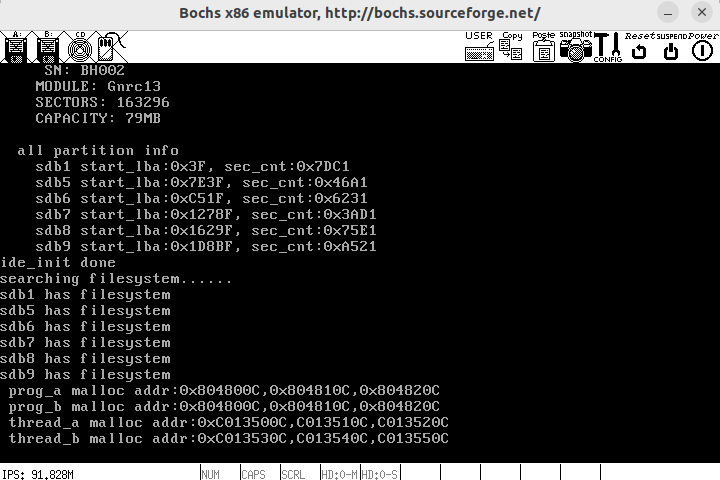 Bochs x86 emulator, http://bochs.sourceforge.net/
A: B: CD USER Copy Paste snapshot CONFIG Reset SUSPEND Power
SN: BH002
MODULE: Gnrc13
SECTORS: 163296
CAPACITY: 79MB
all partition info
sdb1 start_lba:0x3F, sec_cnt:0x7DC1
sdb5 start_lba:0x7E3F, sec_cnt:0x46A1
sdb6 start_lba:0xC51F, sec_cnt:0x6231
sdb7 start_lba:0x1278F, sec_cnt:0x3AD1
sdb8 start_lba:0x1629F, sec_cnt:0x75E1
sdb9 start_lba:0x1D8BF, sec_cnt:0xA521
ide_init done
searching filesystem......
sdb1 has filesystem
sdb5 has filesystem
sdb6 has filesystem
sdb7 has filesystem
sdb8 has filesystem
sdb9 has filesystem
prog_a malloc addr:0x804800C,0x804810C,0x804820C
prog_b malloc addr:0x804800C,0x804810C,0x804820C
thread_a malloc addr:0xC013500C,C013510C,C013520C
thread_b malloc addr:0xC013530C,C013540C,C013550C
IPS: 91.828M NUM CAPS SCRL HD:0-M HD:0-S